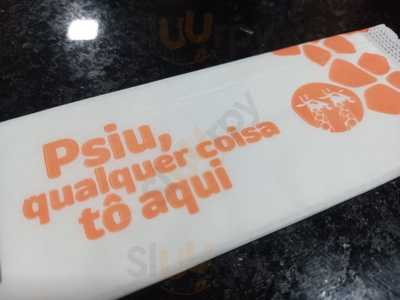 Psiu,
qualquer coisa
tô aqui